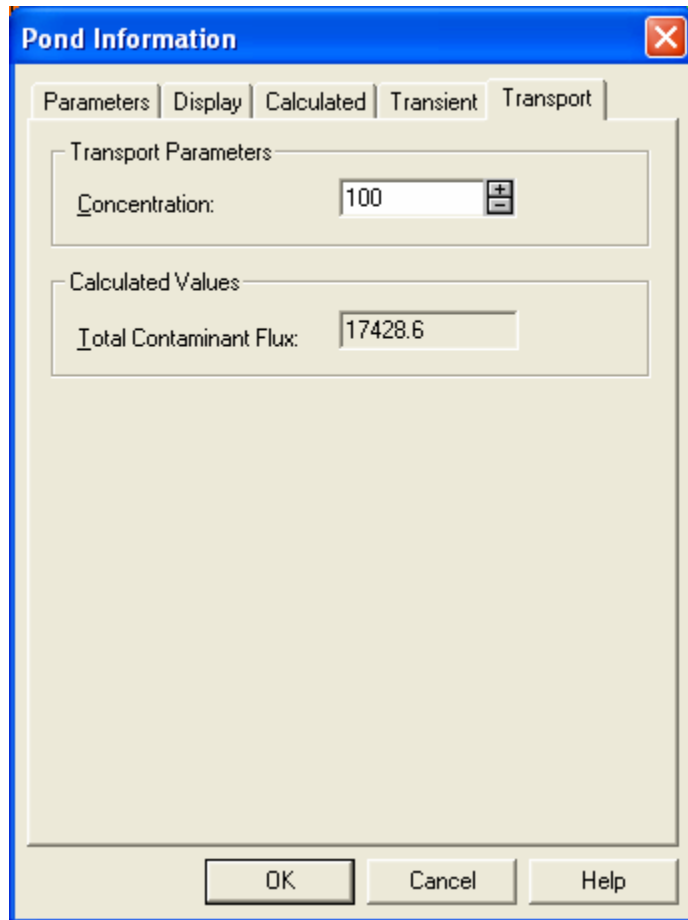 Pond Information
Parameters Display Calculated Transient Transport
Transport Parameters
Concentration: 100
Calculated Values
Total Contaminant Flux: 17428.6
OK Cancel Help